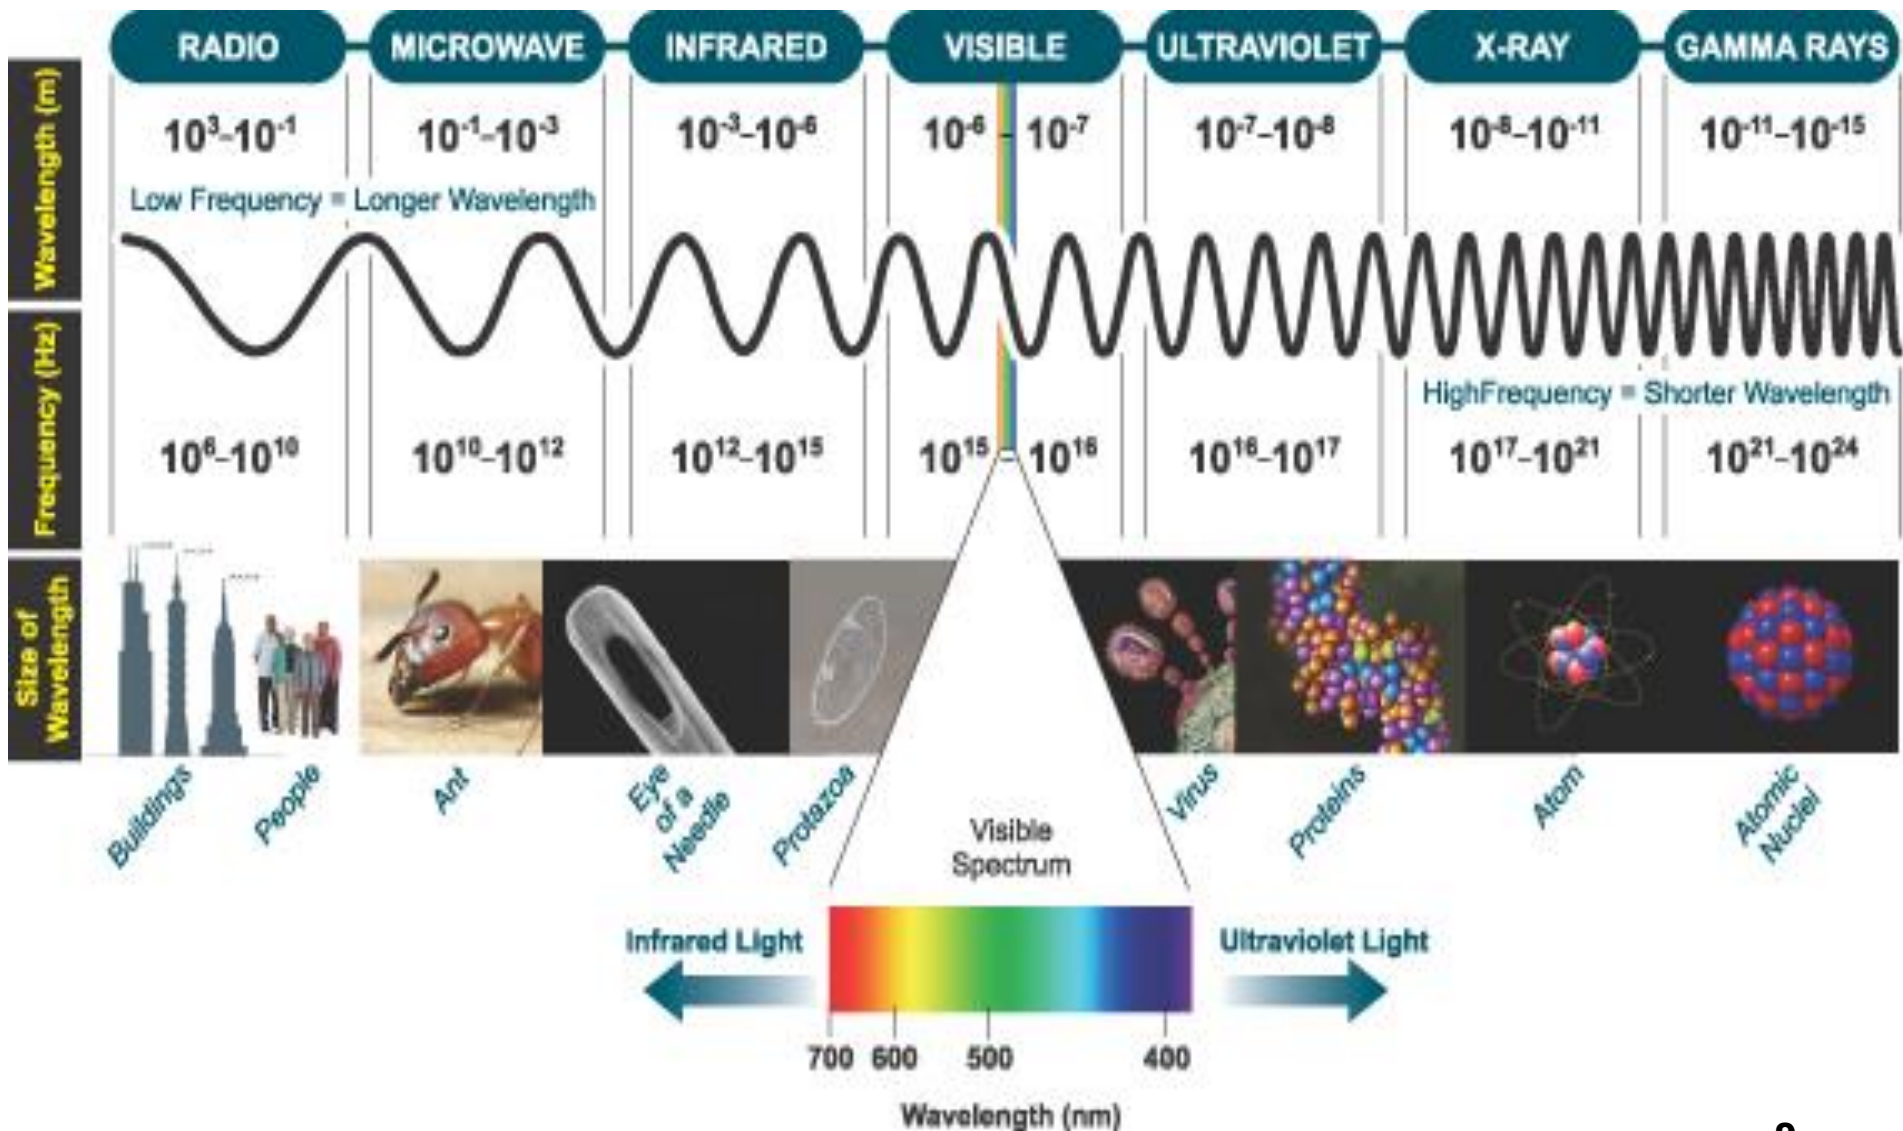 RADIO MICROWAVE INFRARED VISIBLE ULTRAVIOLET X-RAY GAMMA RAYS
Wavelength (m)
10³–10⁻¹ 10⁻¹–10⁻³ 10⁻³–10⁻⁶ 10⁻⁶ – 10⁻⁷ 10⁻⁷–10⁻⁸ 10⁻⁸–10⁻¹¹ 10⁻¹¹–10⁻¹⁵
Low Frequency = Longer Wavelength
HighFrequency = Shorter Wavelength
Frequency (Hz)
10⁶–10¹⁰ 10¹⁰–10¹² 10¹²–10¹⁵ 10¹⁵ – 10¹⁶ 10¹⁶–10¹⁷ 10¹⁷–10²¹ 10²¹–10²⁴
Size of
Wavelength
Buildings
People
Ant
Eye
of a
Needle
Protazoa
Virus
Proteins
Atom
Atomic
Nuclei
Visible
Spectrum
Infrared Light
Ultraviolet Light
700 600 500 400
Wavelength (nm)